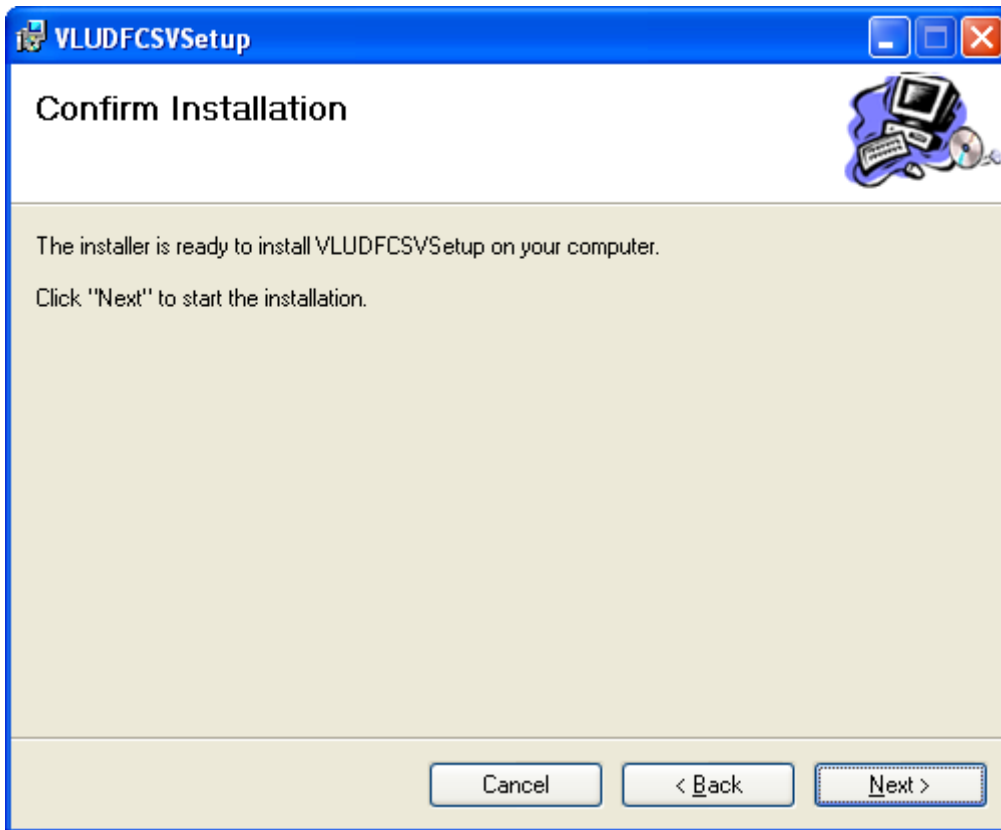 VLUDFCSVSetup
Confirm Installation
The installer is ready to install VLUDFCSVSetup on your computer.
Click "Next" to start the installation.
Cancel
< Back
Next >